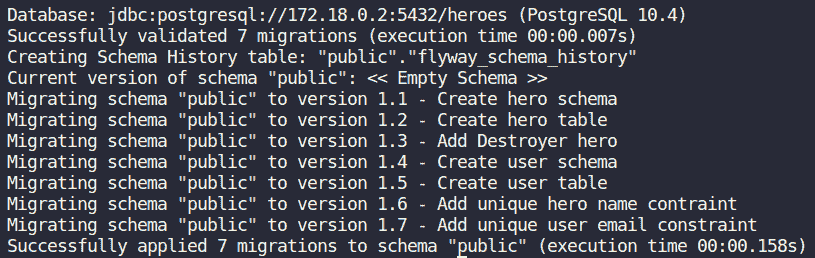 Database: jdbc:postgresql://172.18.0.2:5432/heroes (PostgreSQL 10.4)
Successfully validated 7 migrations (execution time 00:00.007s)
Creating Schema History table: "public"."flyway_schema_history"
Current version of schema "public": << Empty Schema >>
Migrating schema "public" to version 1.1 - Create hero schema
Migrating schema "public" to version 1.2 - Create hero table
Migrating schema "public" to version 1.3 - Add Destroyer hero
Migrating schema "public" to version 1.4 - Create user schema
Migrating schema "public" to version 1.5 - Create user table
Migrating schema "public" to version 1.6 - Add unique hero name contraint
Migrating schema "public" to version 1.7 - Add unique user email constraint
Successfully applied 7 migrations to schema "public" (execution time 00:00.158s)